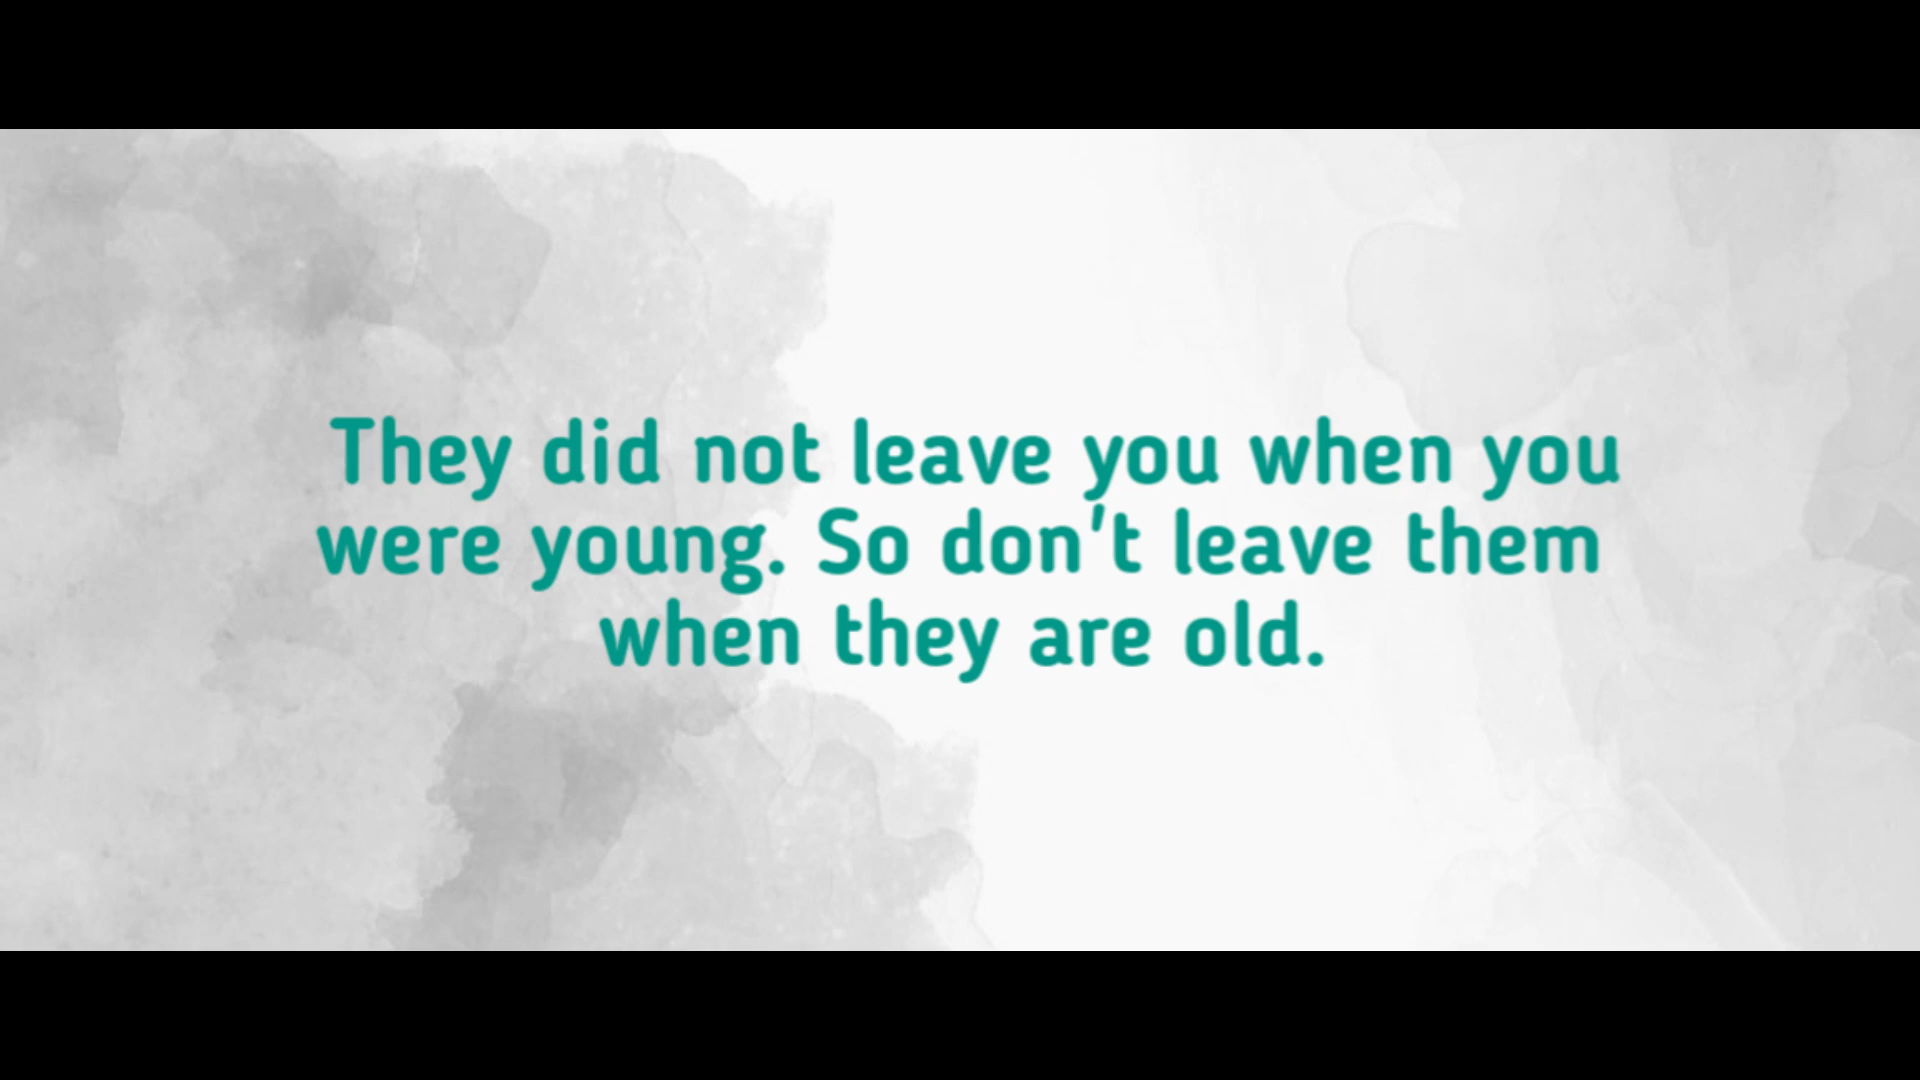 They did not leave you when you
were young. So don't leave them
when they are old.